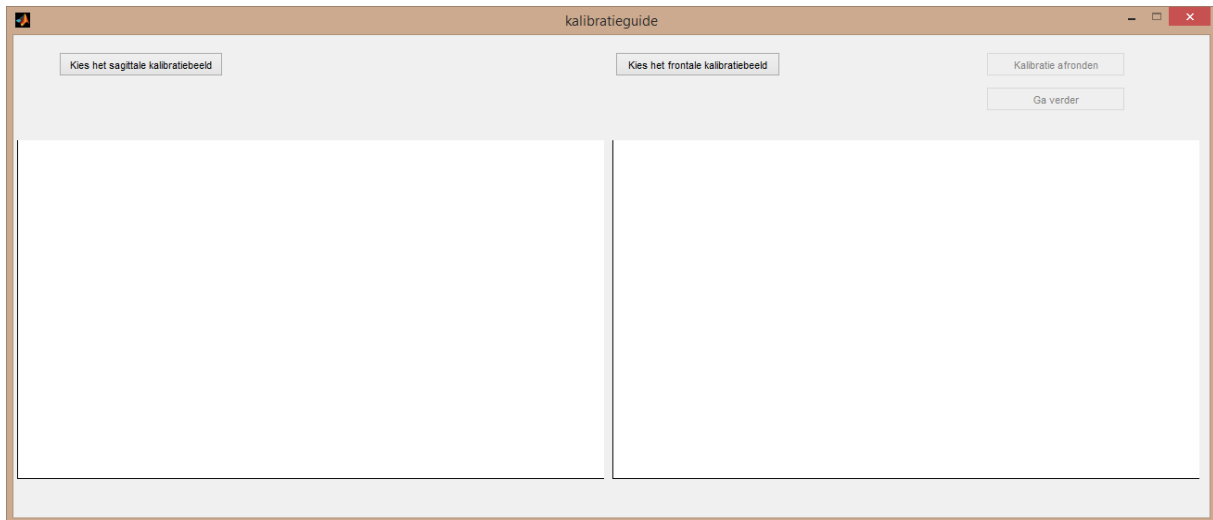 kalibratieguide
Kies het sagittale kalibratiebeeld
Kies het frontale kalibratiebeeld
Kalibratie afronden
Ga verder